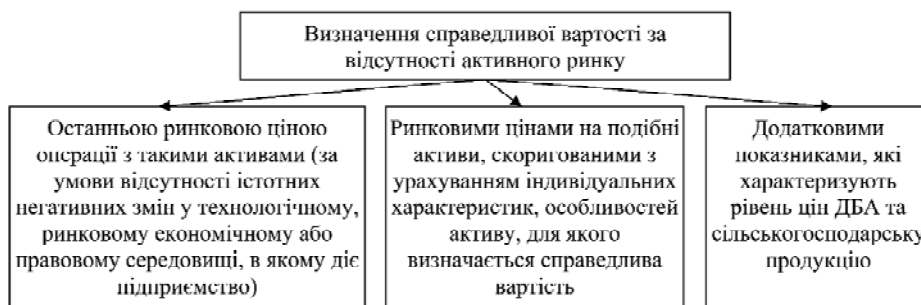 Визначення справедливої вартості за
відсутності активного ринку
Останньою ринковою ціною
операції з такими активами (за
умови відсутності істотних
негативних змін у технологічному,
ринковому економічному або
правовому середовищі, в якому діє
підприємство)
Ринковими цінами на подібні
активи, скоригованими з
урахуванням індивідуальних
характеристик, особливостей
активу, для якого
визначається справедлива
вартість
Додатковими
показниками, які
характеризують
рівень цін ДБА та
сільськогосподарську
продукцію